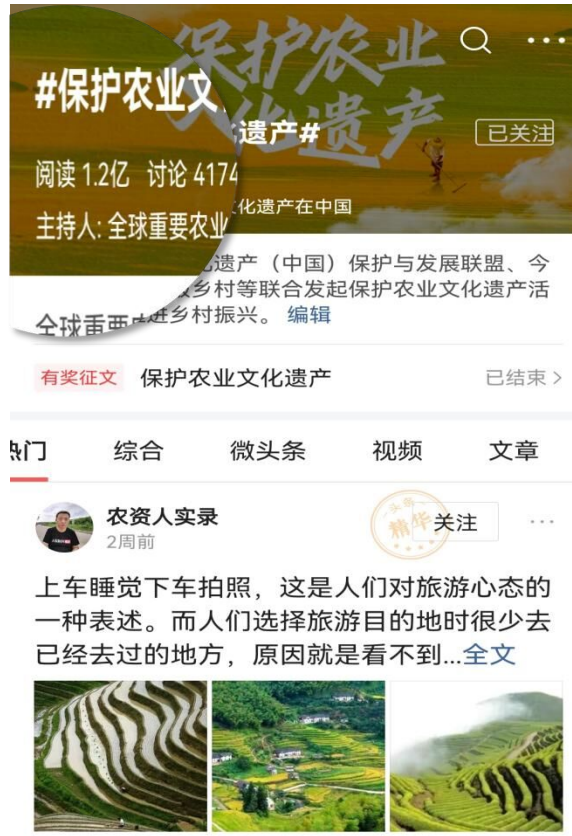 保护农业
文化遗产
#保护农业文
遗产#
已关注
阅读 1.2亿 讨论 4174
化遗产在中国
主持人: 全球重要农业
遗产（中国）保护与发展联盟、今
乡村等联合发起保护农业文化遗产活
全球重要
进乡村振兴。 编辑
有奖征文 保护农业文化遗产 已结束 >
热门 综合 微头条 视频 文章
农资人实录
2周前
头条
精华
关注
上车睡觉下车拍照，这是人们对旅游心态的
一种表述。而人们选择旅游目的地时很少去
已经去过的地方，原因就是看不到...全文